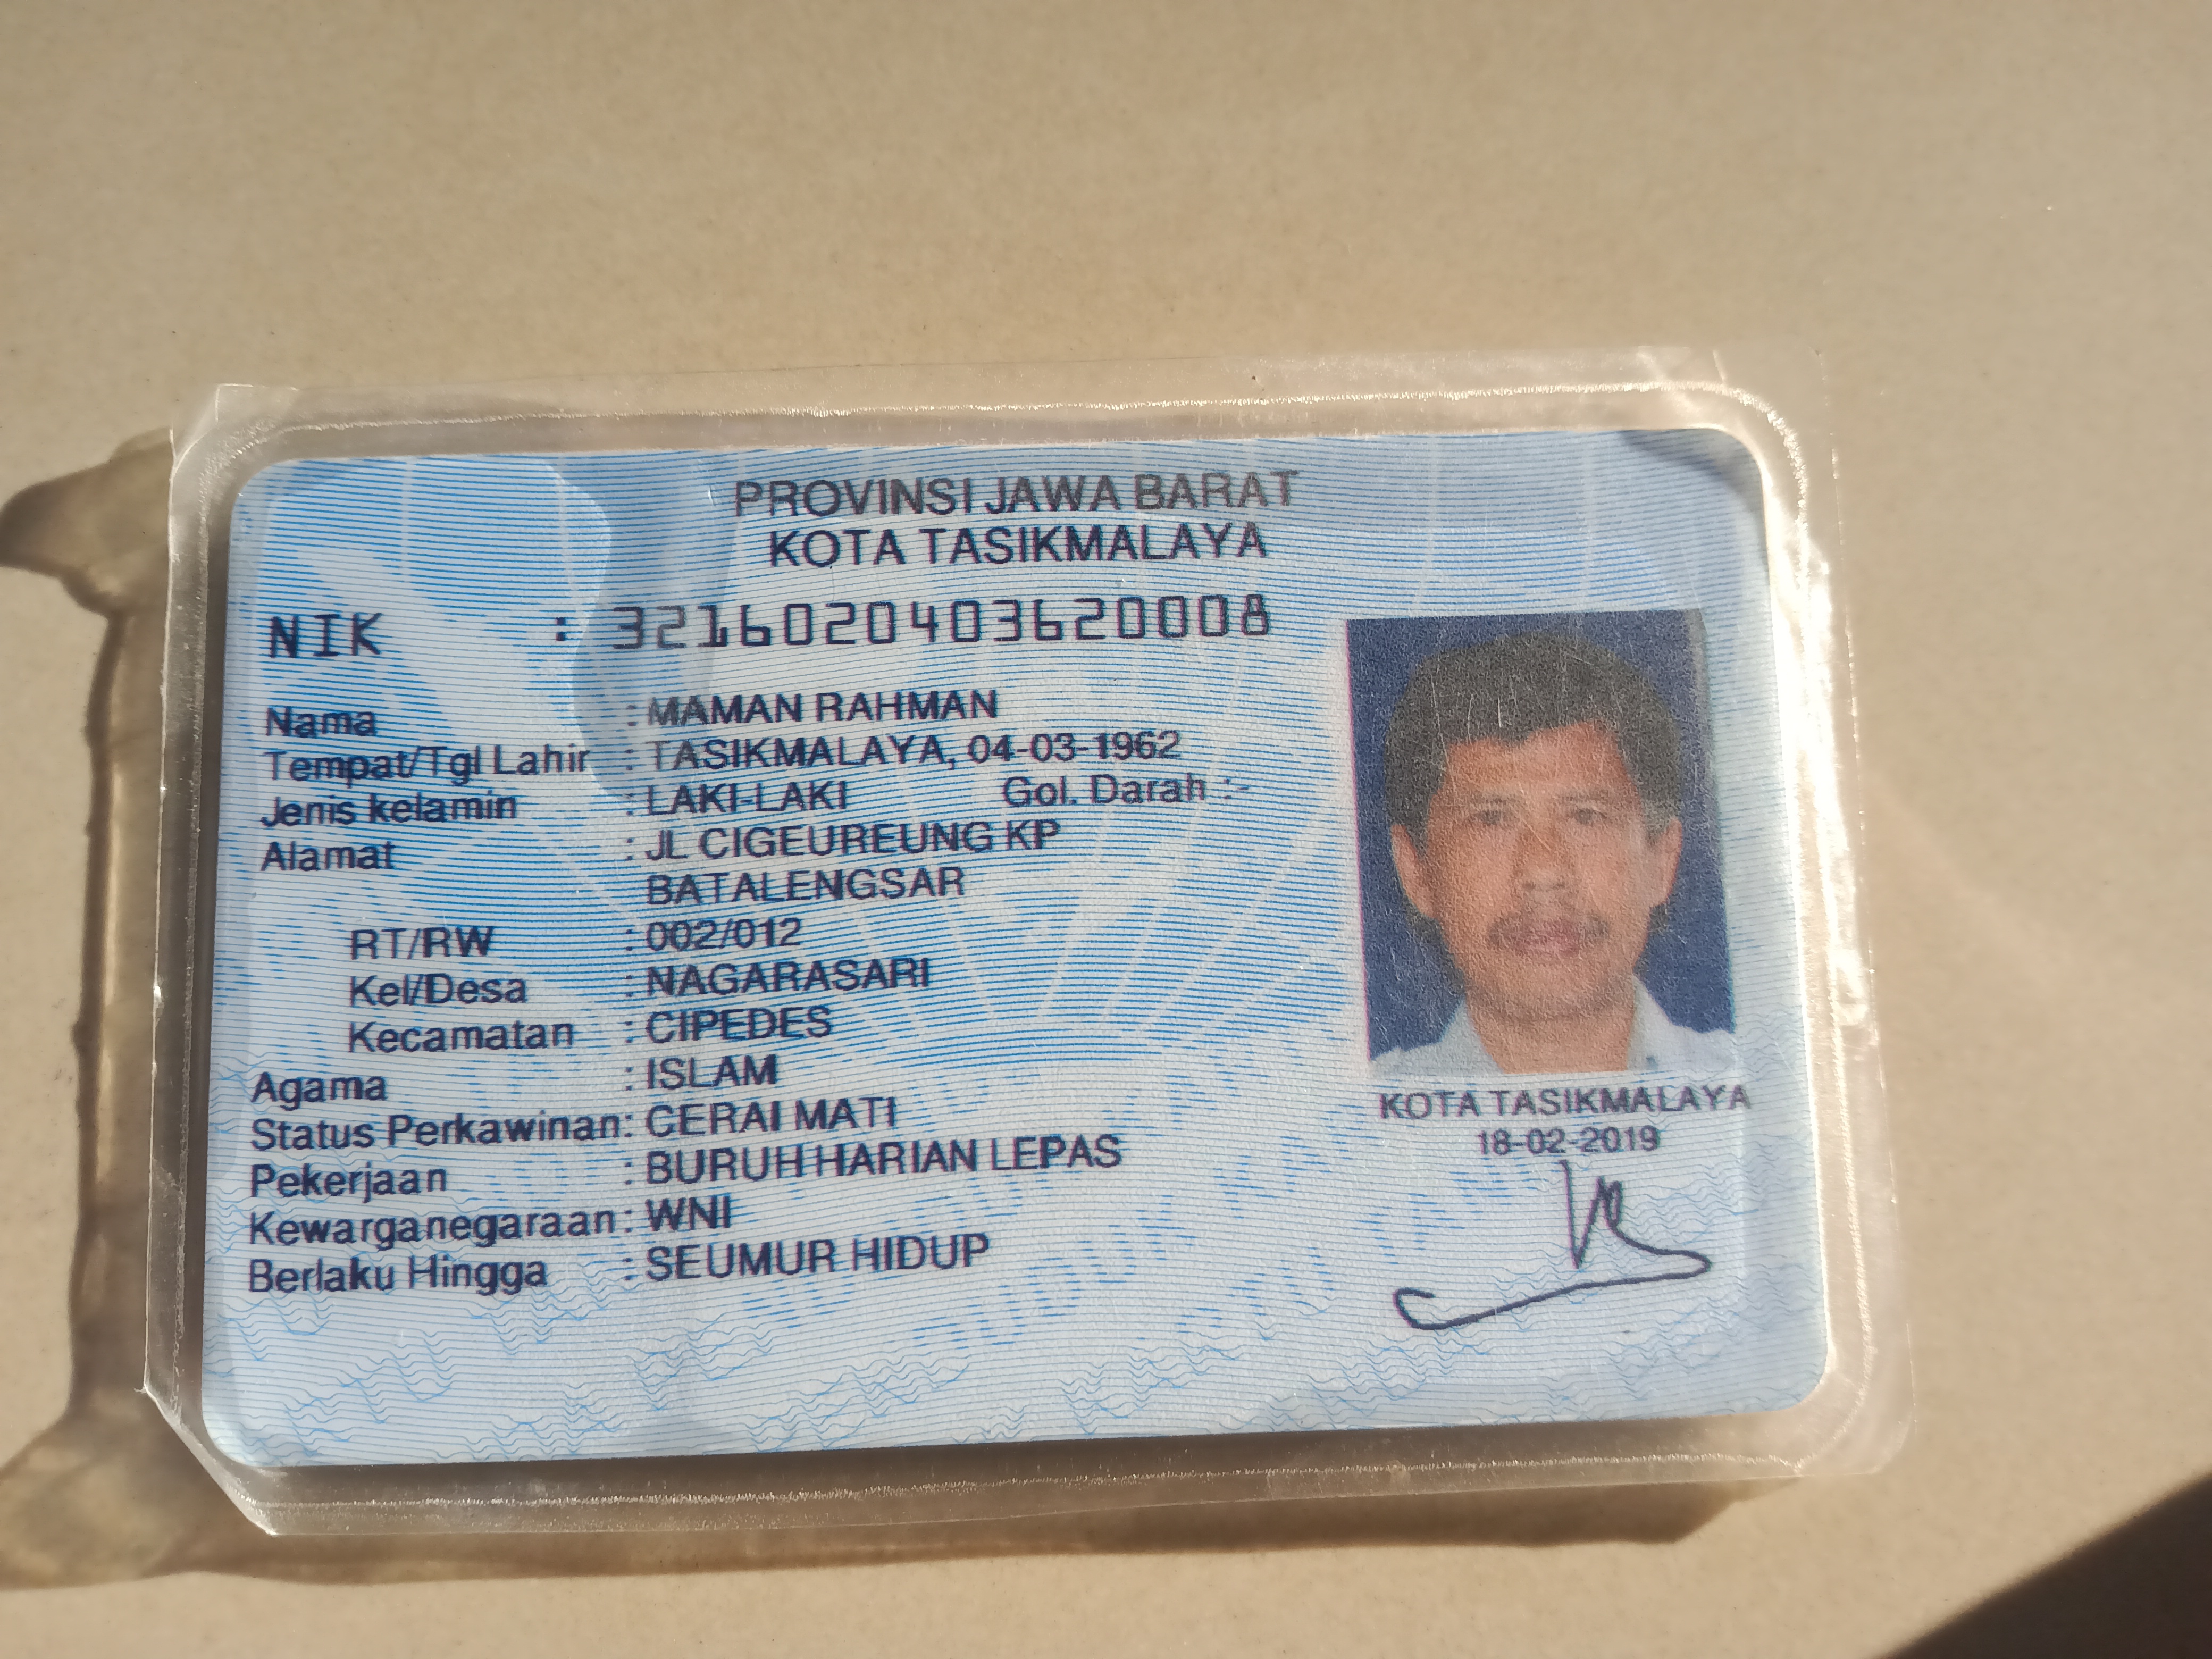 PROVINSI JAWA BARAT
KOTA TASIKMALAYA
NIK : 3216020403620008
Nama : MAMAN RAHMAN
Tempat/Tgl Lahir : TASIKMALAYA, 04-03-1962
Jenis kelamin : LAKI-LAKI Gol. Darah :-
Alamat : JL CIGEUREUNG KP
BATALENGSAR
RT/RW : 002/012
Kel/Desa : NAGARASARI
Kecamatan : CIPEDES
Agama : ISLAM
Status Perkawinan: CERAI MATI
Pekerjaan : BURUH HARIAN LEPAS
Kewarganegaraan: WNI
Berlaku Hingga : SEUMUR HIDUP
KOTA TASIKMALAYA
18-02-2019